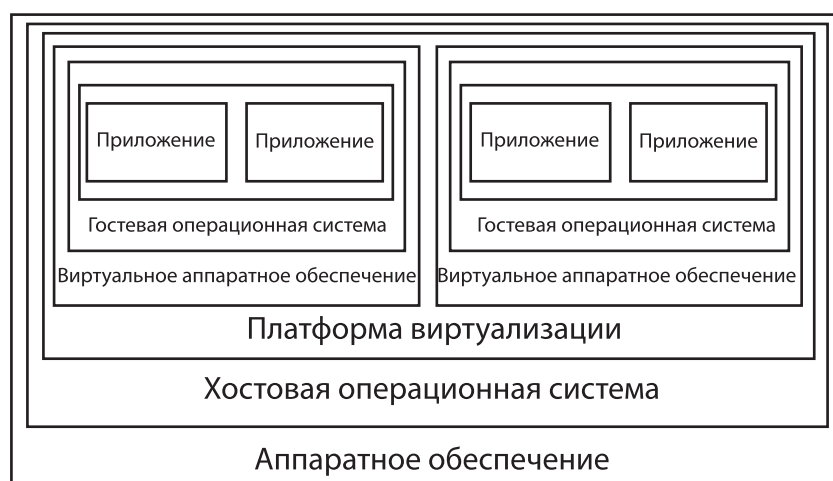 Приложение
Приложение
Приложение
Приложение
Гостевая операционная система
Гостевая операционная система
Виртуальное аппаратное обеспечение
Виртуальное аппаратное обеспечение
Платформа виртуализации
Хостовая операционная система
Аппаратное обеспечение